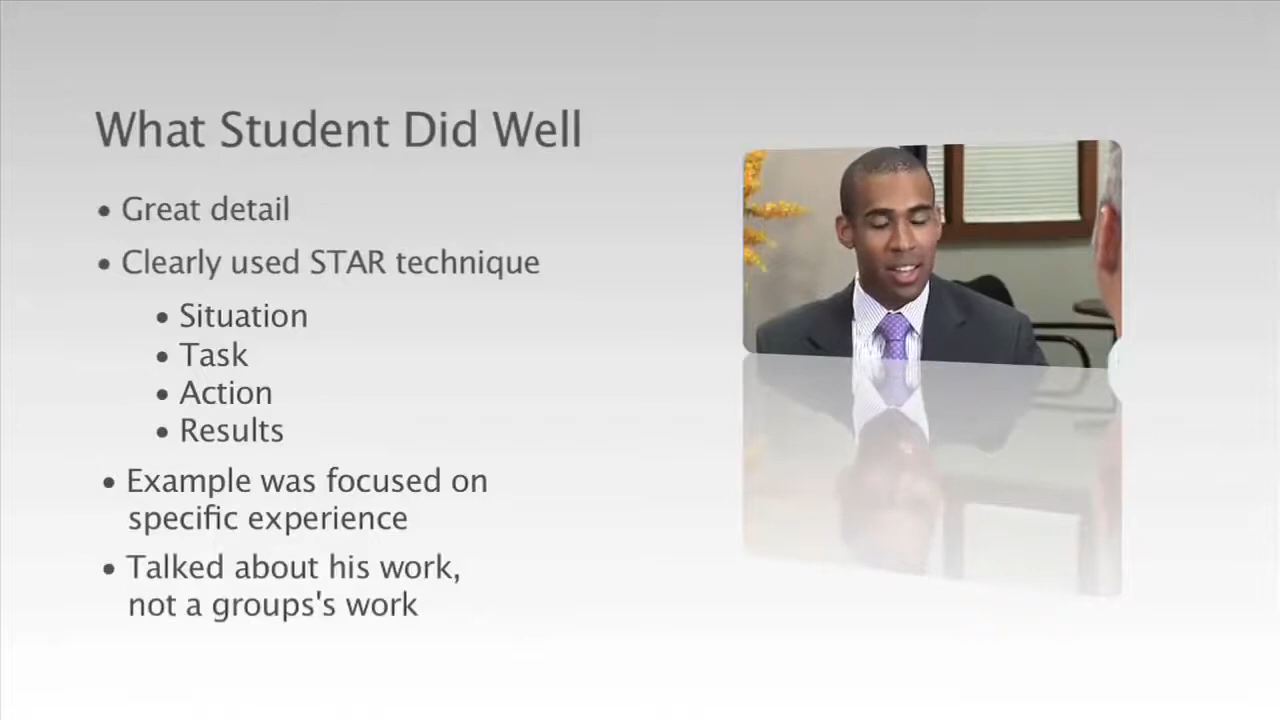 What Student Did Well
• Great detail
• Clearly used STAR technique
• Situation
• Task
• Action
• Results
• Example was focused on
specific experience
• Talked about his work,
not a groups's work